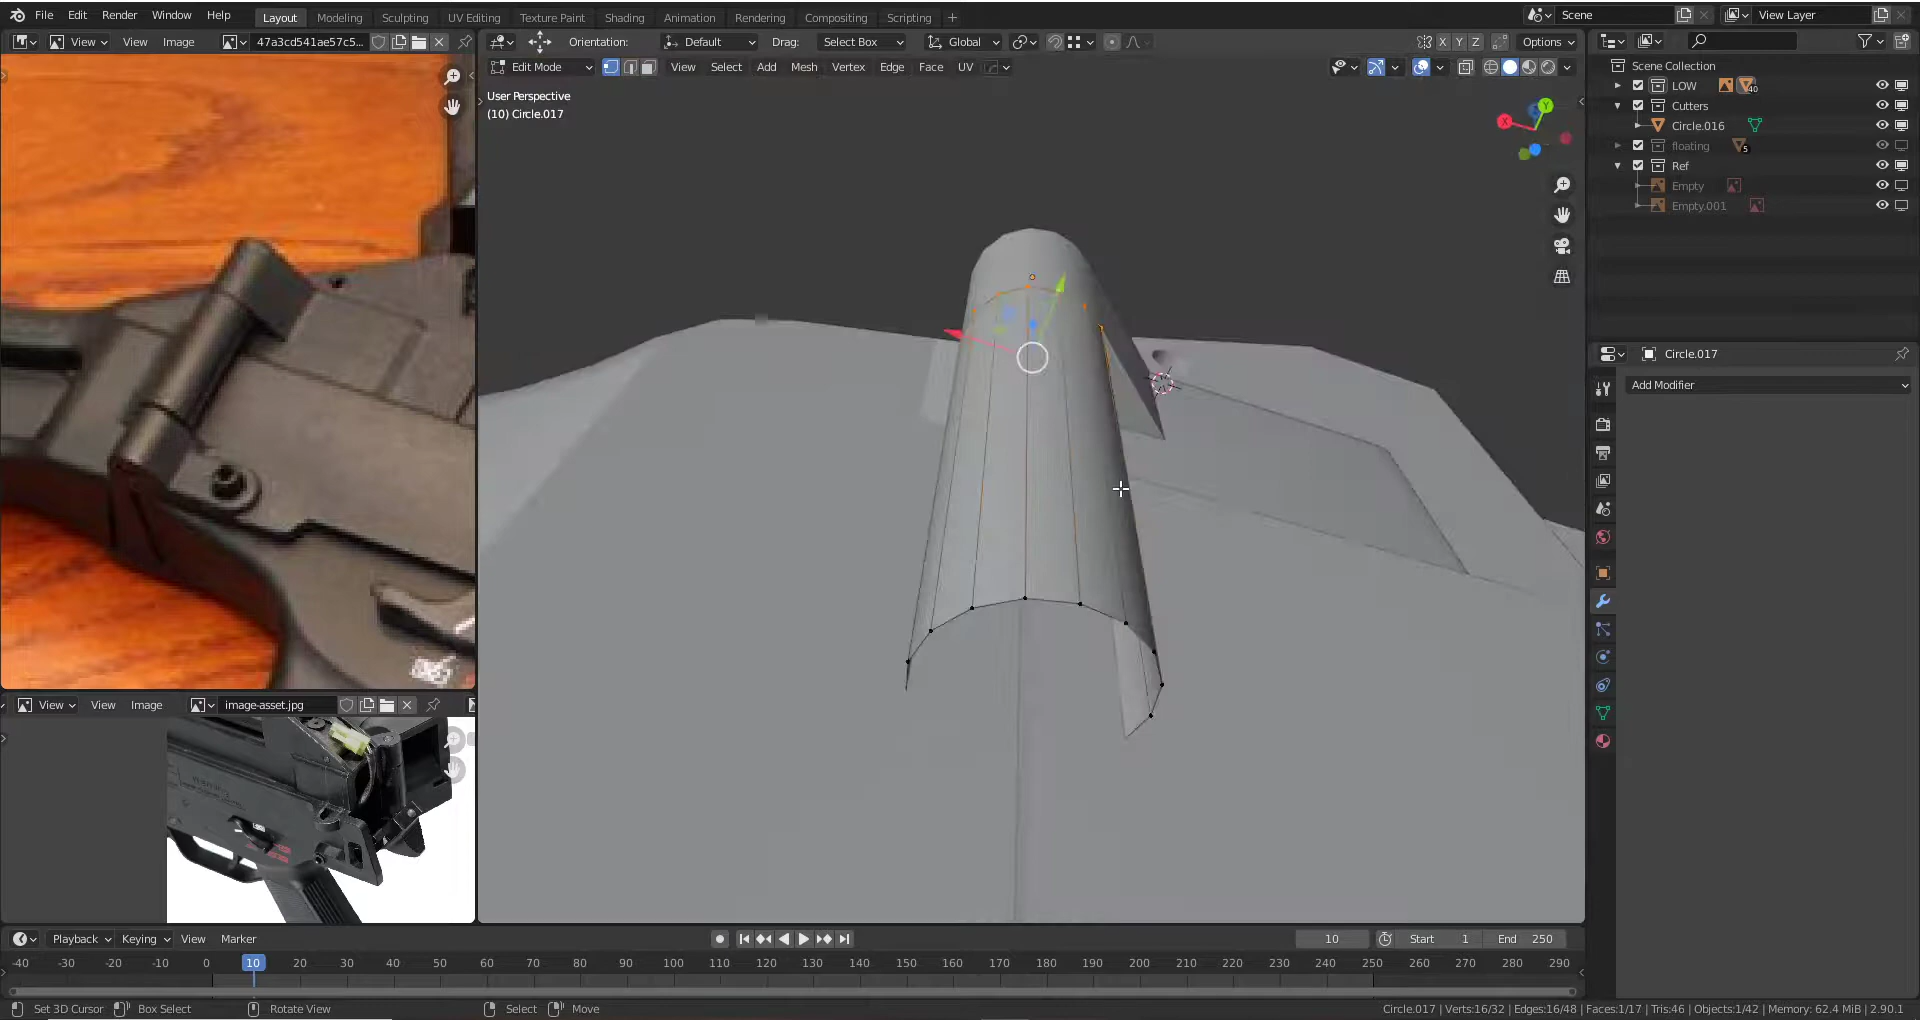 File Edit Render Window Help Layout Modeling Sculpting UV Editing Texture Paint Shading Animation Rendering Compositing Scripting + Scene View Layer
View View Image 47a3cd541ae57c5... Orientation: Default Drag: Select Box Global X Y Z Options
Edit Mode View Select Add Mesh Vertex Edge Face UV
User Perspective
(10) Circle.017
Scene Collection
LOW 40
Cutters
Circle.016
floating 5
Ref
Empty
Empty.001
X Y
Circle.017
Add Modifier
View View Image image-asset.jpg
Playback Keying View Marker 10 Start 1 End 250
-40 -30 -20 -10 0 10 20 30 40 50 60 70 80 90 100 110 120 130 140 150 160 170 180 190 200 210 220 230 240 250 260 270 280 290
Set 3D Cursor Box Select Rotate View Select Move Circle.017 | Verts:16/32 | Edges:16/48 | Faces:1/17 | Tris:46 | Objects:1/42 | Memory: 62.4 MiB | 2.90.1